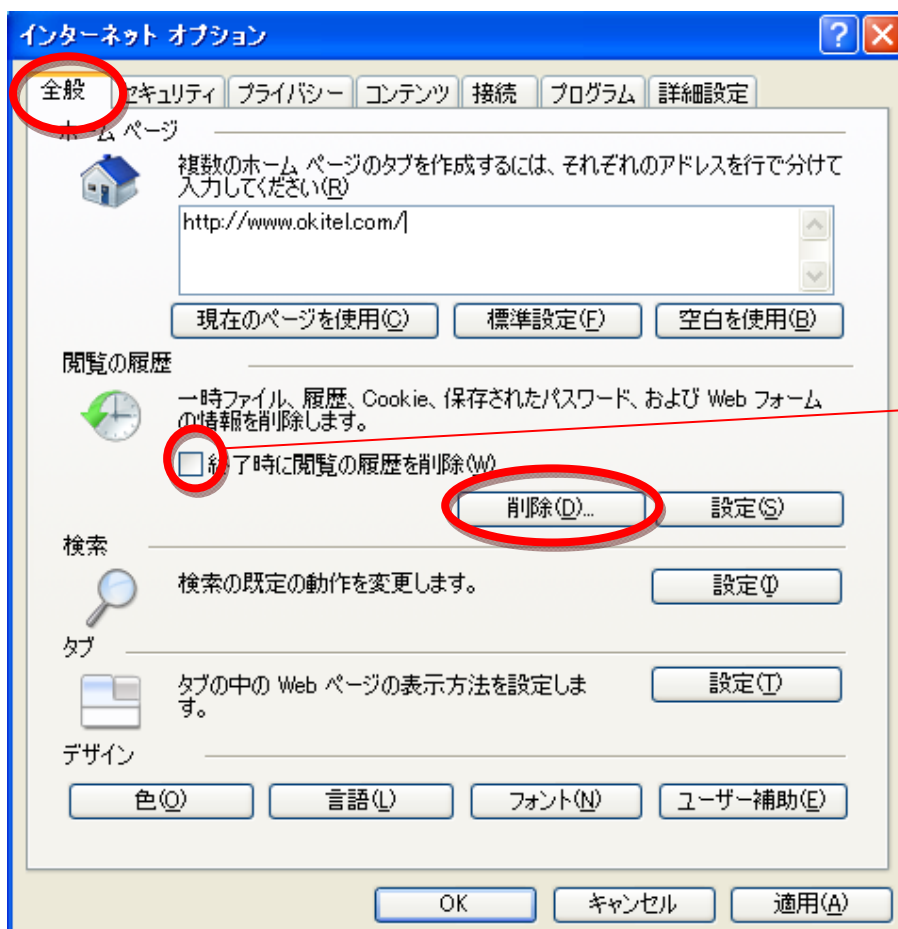 インターネット オプション
全般 セキュリティ プライバシー コンテンツ 接続 プログラム 詳細設定
ホーム ページ
複数のホーム ページのタブを作成するには、それぞれのアドレスを行で分けて
入力してください(R)
http://www.okitel.com/
現在のページを使用(C) 標準設定(F) 空白を使用(B)
閲覧の履歴
一時ファイル、履歴、Cookie、保存されたパスワード、および Web フォーム
の情報を削除します。
終了時に閲覧の履歴を削除(W)
削除(D)... 設定(S)
検索
検索の既定の動作を変更します。
設定(I)
タブ
タブの中の Web ページの表示方法を設定しま
す。
設定(T)
デザイン
色(O) 言語(L) フォント(N) ユーザー補助(E)
OK キャンセル 適用(A)